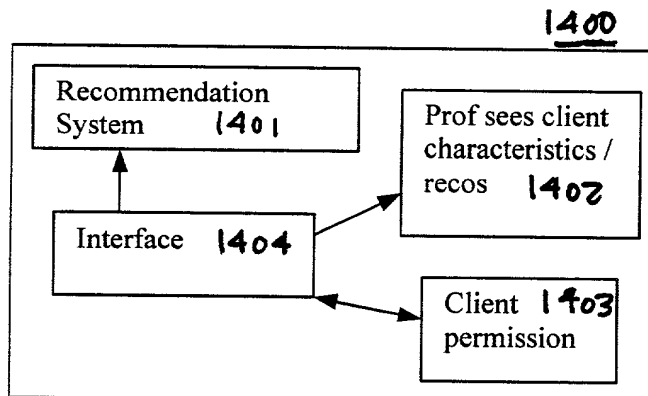 1400
Recommendation
System 1401
Prof sees client
characteristics /
recos 1402
Interface 1404
Client 1403
permission